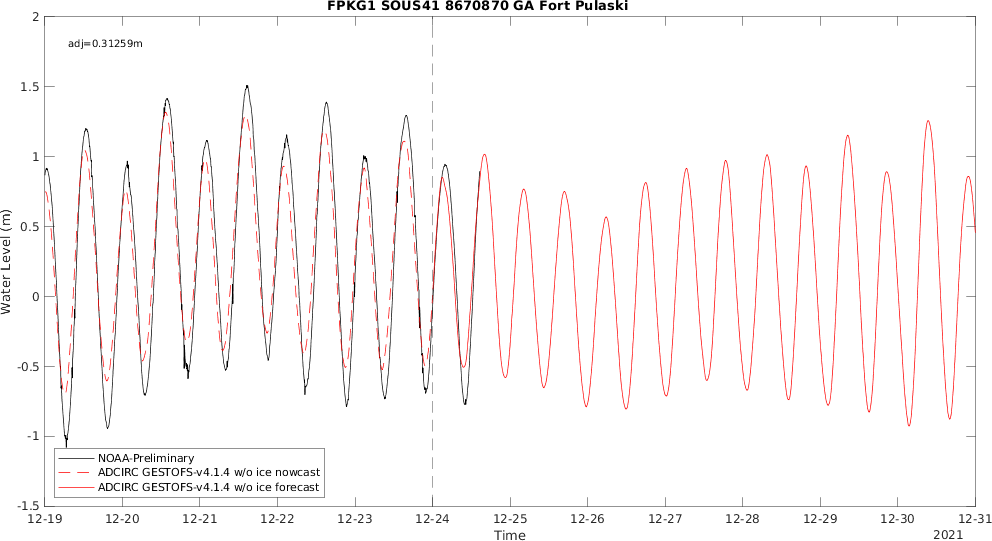 FPKG1 SOUS41 8670870 GA Fort Pulaski
2
adj=0.31259m
1.5
1
0.5
0
-0.5
-1
-1.5
Water Level (m)
NOAA-Preliminary
ADCIRC GESTOFS-v4.1.4 w/o ice nowcast
ADCIRC GESTOFS-v4.1.4 w/o ice forecast
12-19 12-20 12-21 12-22 12-23 12-24 12-25 12-26 12-27 12-28 12-29 12-30 12-31
Time
2021